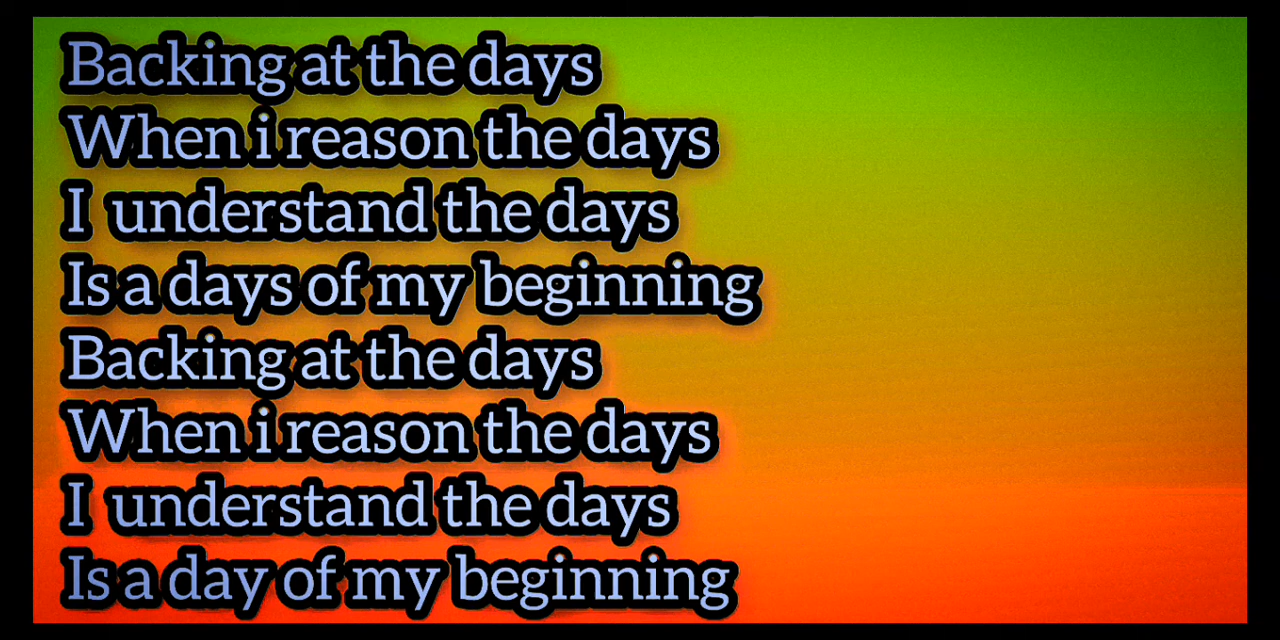 Backing at the days
When i reason the days
I understand the days
Is a days of my beginning
Backing at the days
When i reason the days
I understand the days
Is a day of my beginning